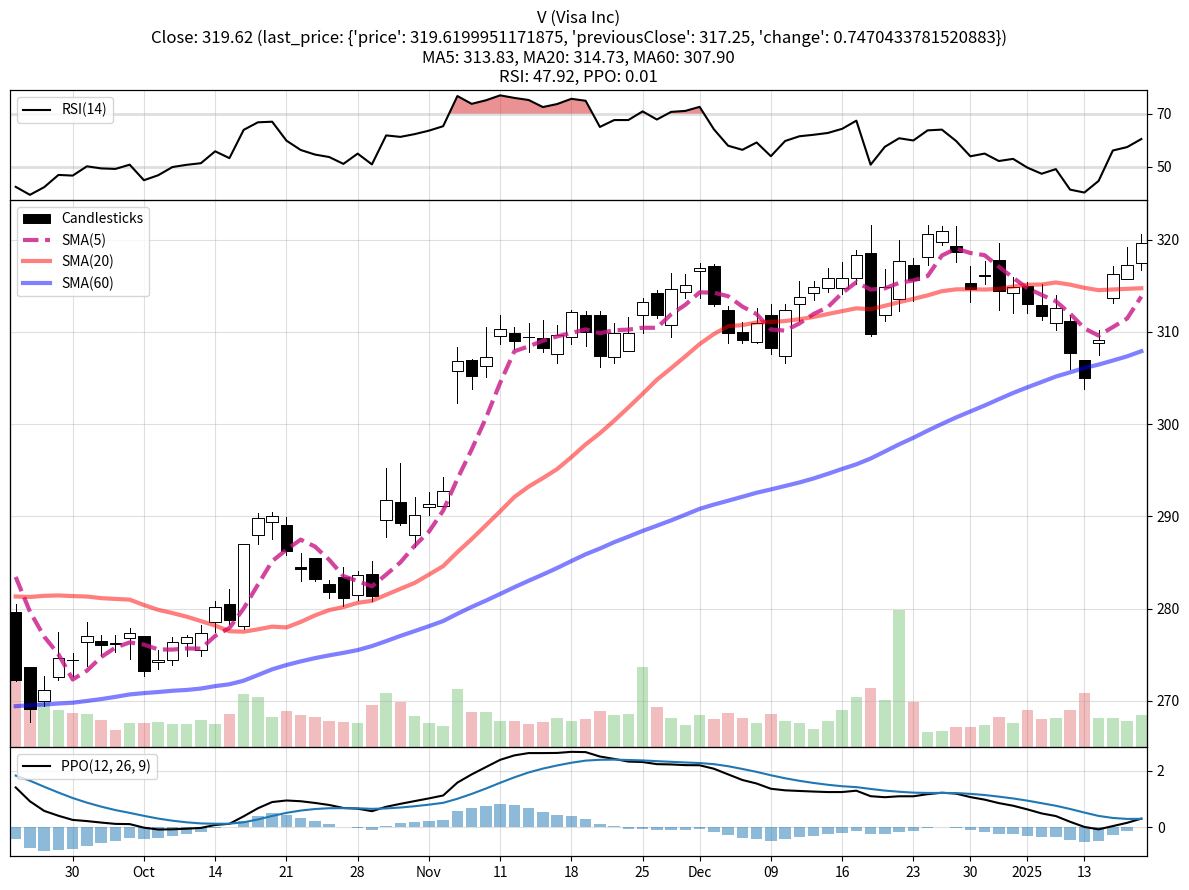 V (Visa Inc)
Close: 319.62 (last_price: {'price': 319.6199951171875, 'previousClose': 317.25, 'change': 0.7470433781520883})
MA5: 313.83, MA20: 314.73, MA60: 307.90
RSI: 47.92, PPO: 0.01
RSI(14)
70
50
Candlesticks
SMA(5)
SMA(20)
SMA(60)
320
310
300
290
280
270
PPO(12, 26, 9)
2
0
30 Oct 14 21 28 Nov 11 18 25 Dec 09 16 23 30 2025 13